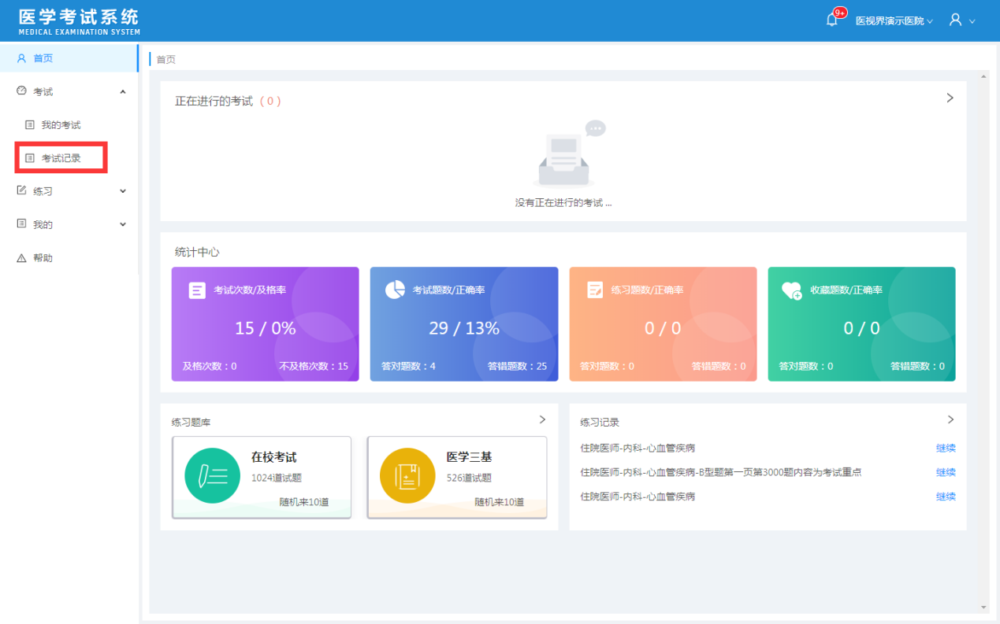 医学考试系统
MEDICAL EXAMINATION SYSTEM
9+
医视界演示医院
首页
考试
我的考试
考试记录
练习
我的
帮助
首页
正在进行的考试 ( 0 )
没有正在进行的考试 ...
统计中心
考试次数/及格率
15 / 0%
及格次数：0 不及格次数：15
考试题数/正确率
29 / 13%
答对题数：4 答错题数：25
练习题数/正确率
0 / 0
答对题数：0 答错题数：0
收藏题数/正确率
0 / 0
答对题数：0 答错题数：0
练习题库
在校考试
1024道试题
随机来10道
医学三基
526道试题
随机来10道
练习记录
住院医师-内科-心血管疾病 继续
住院医师-内科-心血管疾病-B型题第一页第3000题内容为考试重点 继续
住院医师-内科-心血管疾病 继续